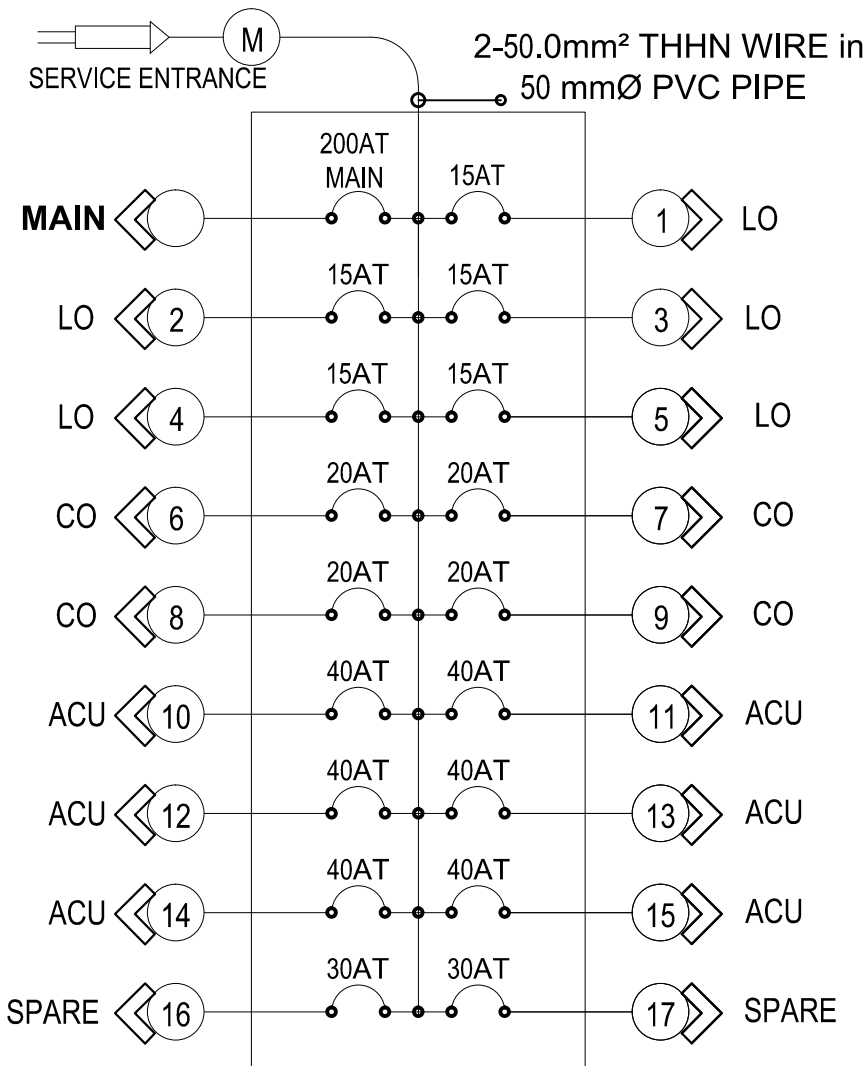 M
SERVICE ENTRANCE
2-50.0mm² THHN WIRE in
50 mmØ PVC PIPE
200AT
MAIN
15AT
MAIN
1
LO
15AT
15AT
LO
2
3
LO
15AT
15AT
LO
4
5
LO
20AT
20AT
CO
6
7
CO
20AT
20AT
CO
8
9
CO
40AT
40AT
ACU
10
11
ACU
40AT
40AT
ACU
12
13
ACU
40AT
40AT
ACU
14
15
ACU
30AT
30AT
SPARE
16
17
SPARE